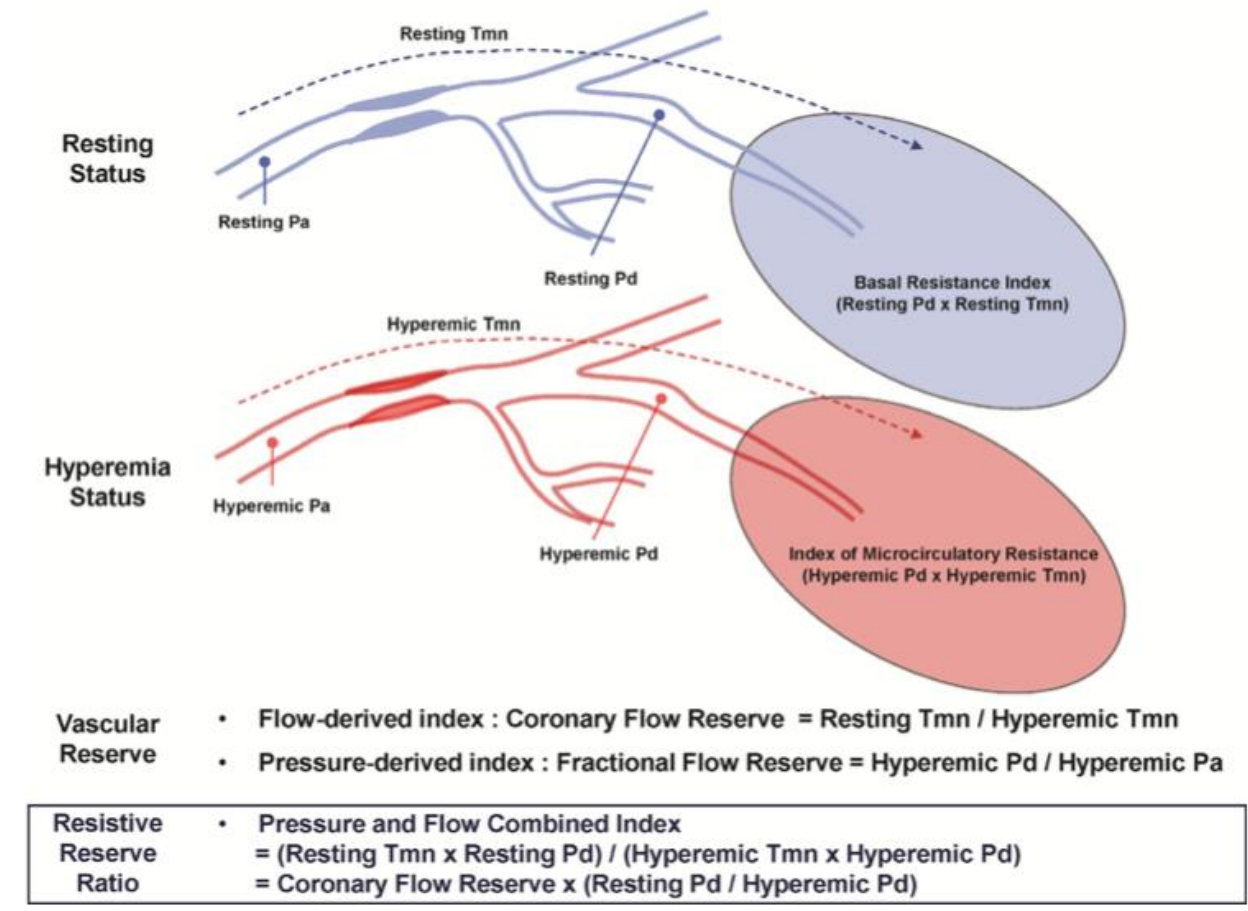 Resting Tmn
Resting
Status
Resting Pa
Resting Pd
Basal Resistance Index
(Resting Pd x Resting Tmn)
Hyperemic Tmn
Hyperemia
Status
Hyperemic Pa
Hyperemic Pd
Index of Microcirculatory Resistance
(Hyperemic Pd x Hyperemic Tmn)
Vascular
Reserve
• Flow-derived index : Coronary Flow Reserve = Resting Tmn / Hyperemic Tmn
• Pressure-derived index : Fractional Flow Reserve = Hyperemic Pd / Hyperemic Pa
Resistive
Reserve
Ratio
• Pressure and Flow Combined Index
= (Resting Tmn x Resting Pd) / (Hyperemic Tmn x Hyperemic Pd)
= Coronary Flow Reserve x (Resting Pd / Hyperemic Pd)